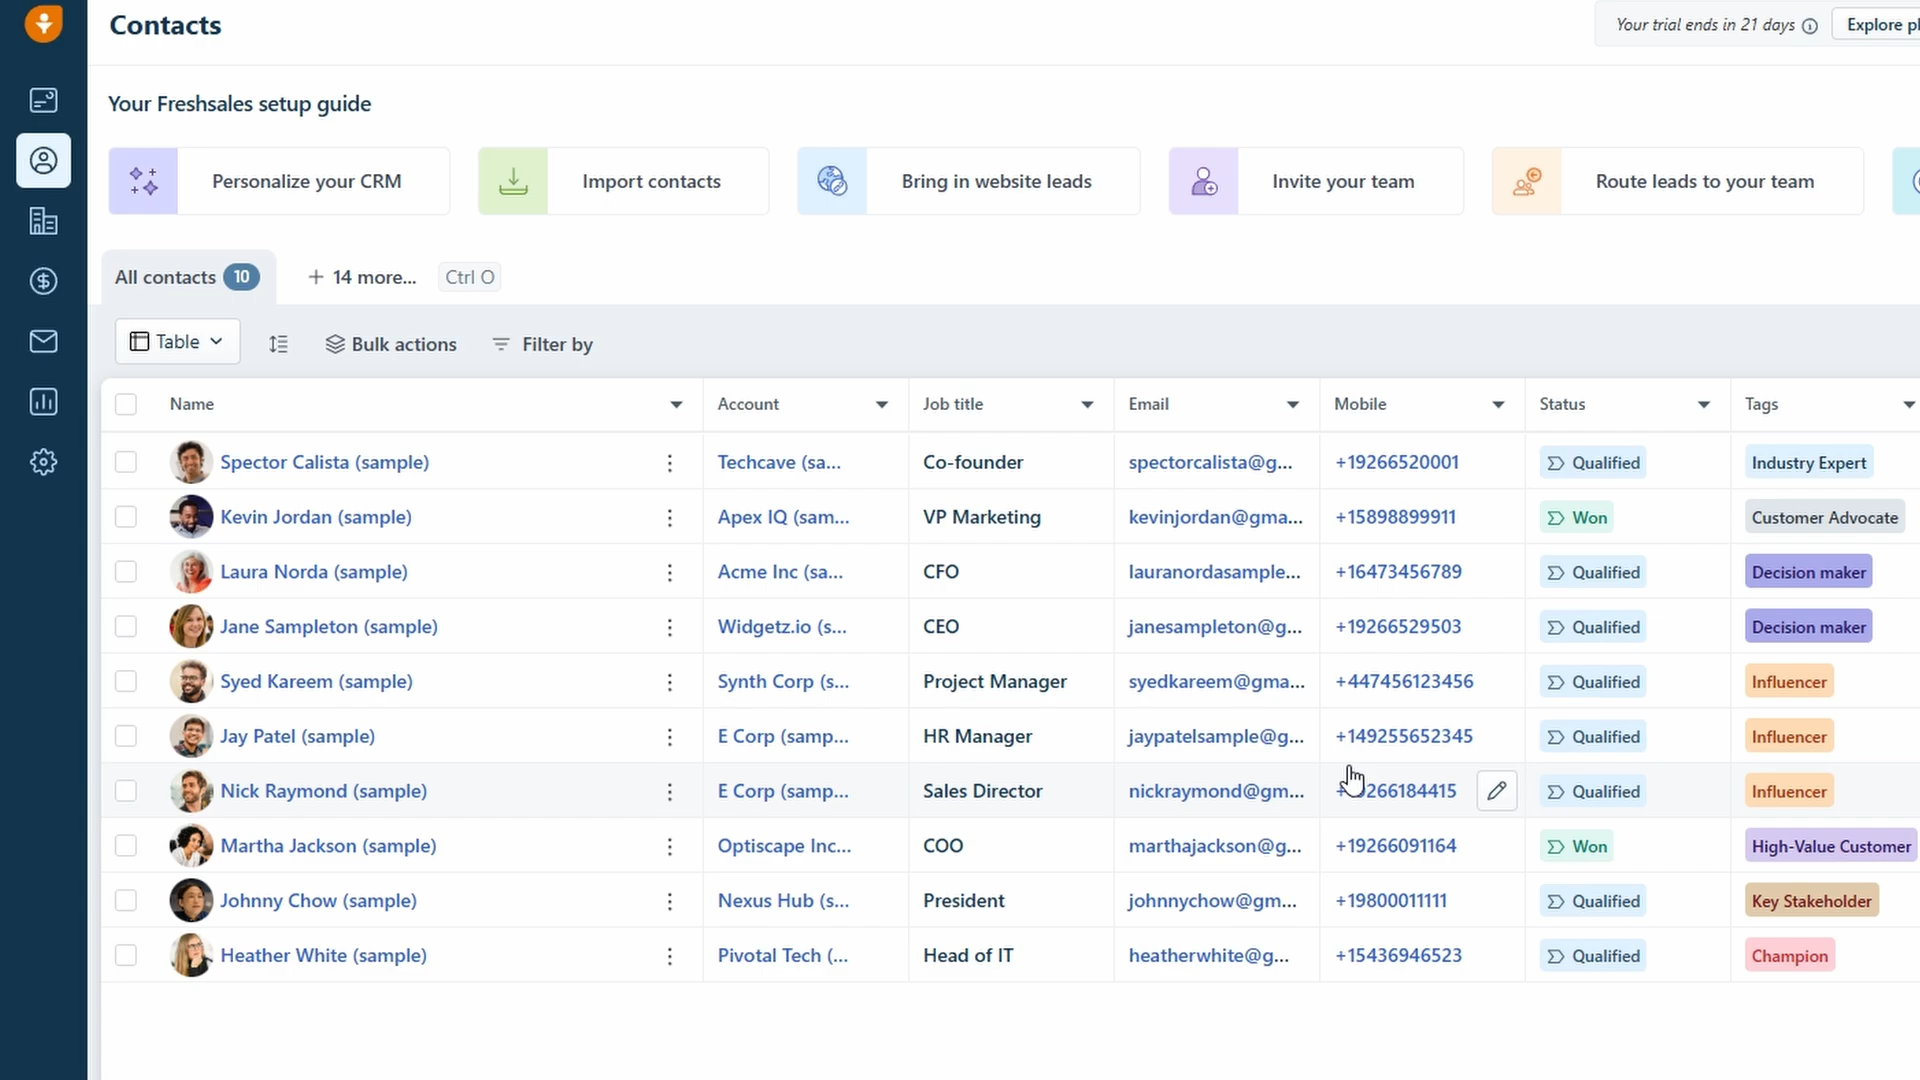 Contacts
Your trial ends in 21 days
Explore pl
Your Freshsales setup guide
Personalize your CRM
Import contacts
Bring in website leads
Invite your team
Route leads to your team
All contacts 10
+ 14 more...
Ctrl O
Table
Bulk actions
Filter by
Name Account Job title Email Mobile Status Tags
Spector Calista (sample) Techcave (sa... Co-founder spectorcalista@g... +19266520001 Qualified Industry Expert
Kevin Jordan (sample) Apex IQ (sam... VP Marketing kevinjordan@gma... +15898899911 Won Customer Advocate
Laura Norda (sample) Acme Inc (sa... CFO lauranordasample... +16473456789 Qualified Decision maker
Jane Sampleton (sample) Widgetz.io (s... CEO janesampleton@g... +19266529503 Qualified Decision maker
Syed Kareem (sample) Synth Corp (s... Project Manager syedkareem@gma... +447456123456 Qualified Influencer
Jay Patel (sample) E Corp (samp... HR Manager jaypatelsample@g... +149255652345 Qualified Influencer
Nick Raymond (sample) E Corp (samp... Sales Director nickraymond@gm... Qualified Influencer
Martha Jackson (sample) Optiscape Inc... COO marthajackson@g... +19266091164 Won High-Value Customer
Johnny Chow (sample) Nexus Hub (s... President johnnychow@gm... +19800011111 Qualified Key Stakeholder
Heather White (sample) Pivotal Tech (... Head of IT heatherwhite@g... +15436946523 Qualified Champion